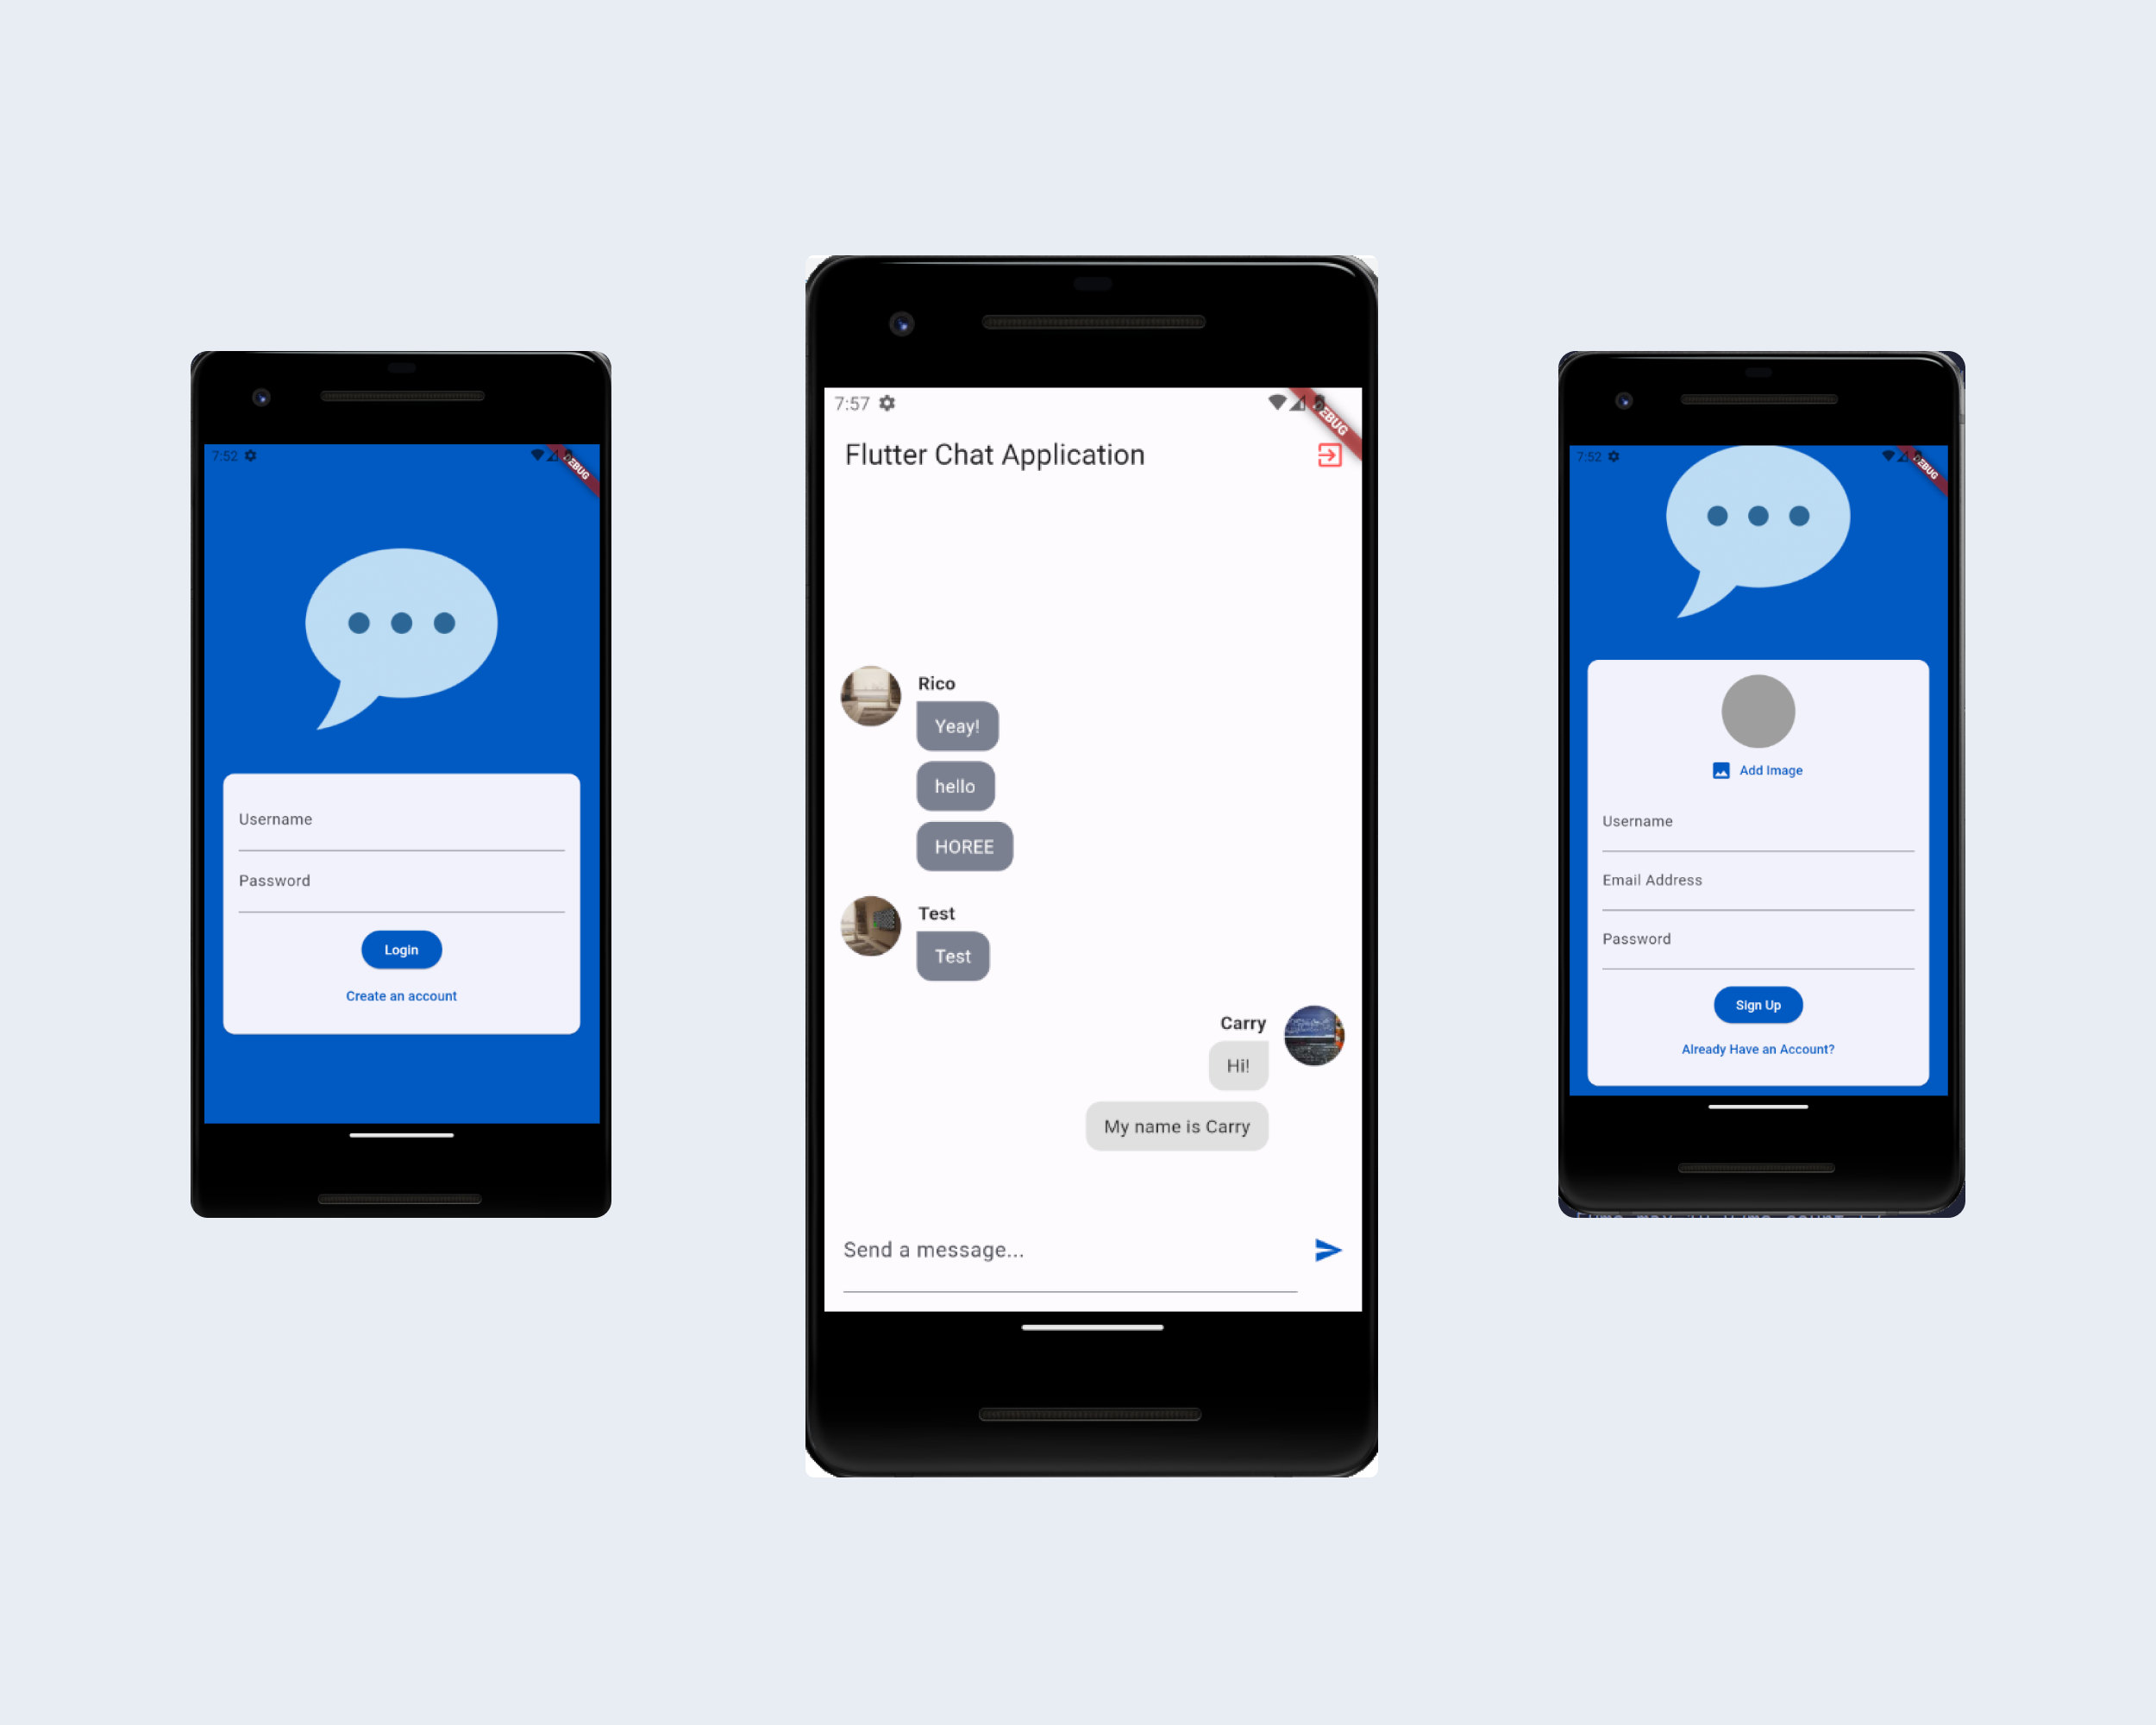 7:52
EBUG
Username
Password
Login
Create an account
7:57
EBUG
Flutter Chat Application
Rico
Yeay!
hello
HOREE
Test
Test
Carry
Hi!
My name is Carry
Send a message...
7:52
EBUG
Add Image
Username
Email Address
Password
Sign Up
Already Have an Account?